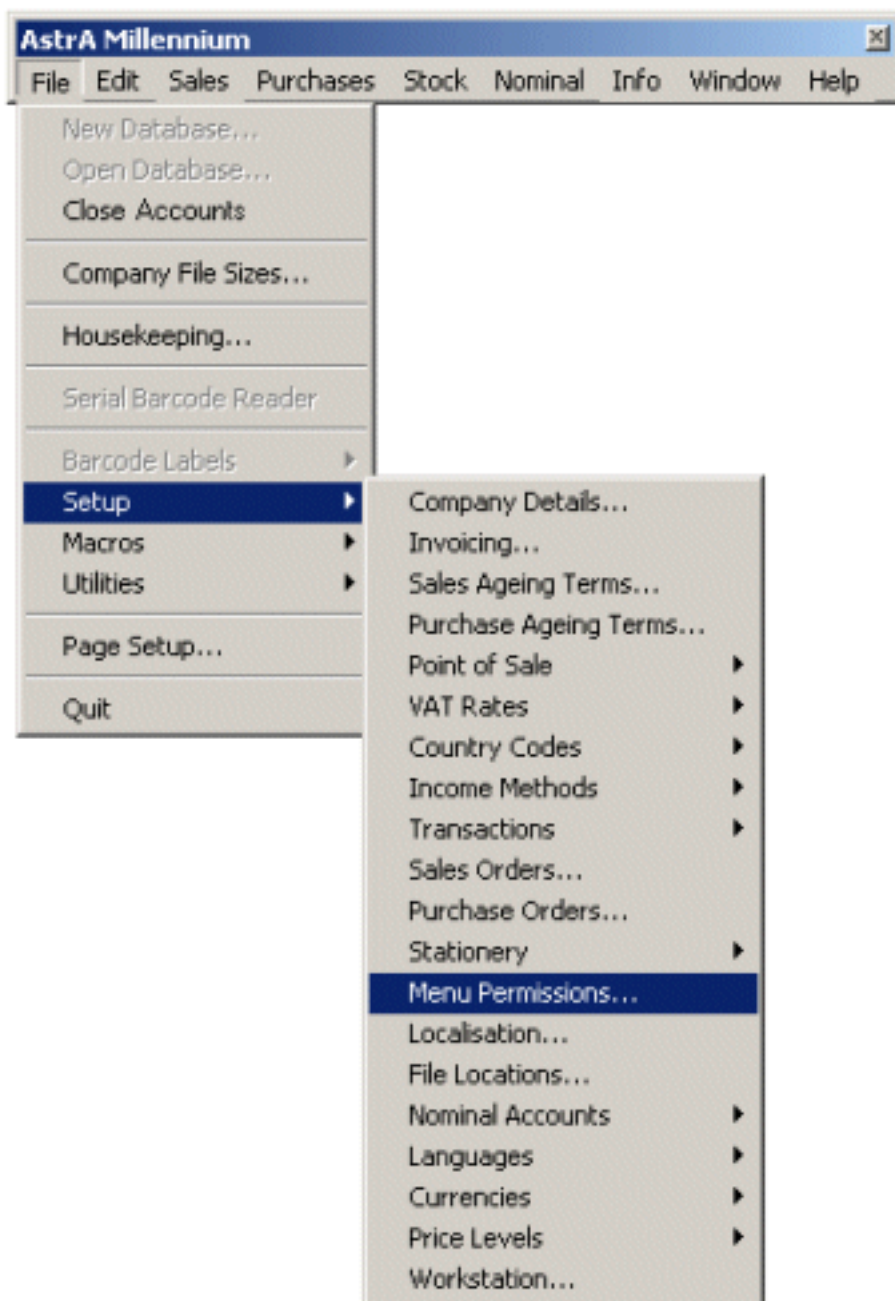 AstrA Millennium
File Edit Sales Purchases Stock Nominal Info Window Help
New Database...
Open Database...
Close Accounts
Company File Sizes...
Housekeeping...
Serial Barcode Reader
Barcode Labels
Setup
Macros
Utilities
Page Setup...
Quit
Company Details...
Invoicing...
Sales Ageing Terms...
Purchase Ageing Terms...
Point of Sale
VAT Rates
Country Codes
Income Methods
Transactions
Sales Orders...
Purchase Orders...
Stationery
Menu Permissions...
Localisation...
File Locations...
Nominal Accounts
Languages
Currencies
Price Levels
Workstation...